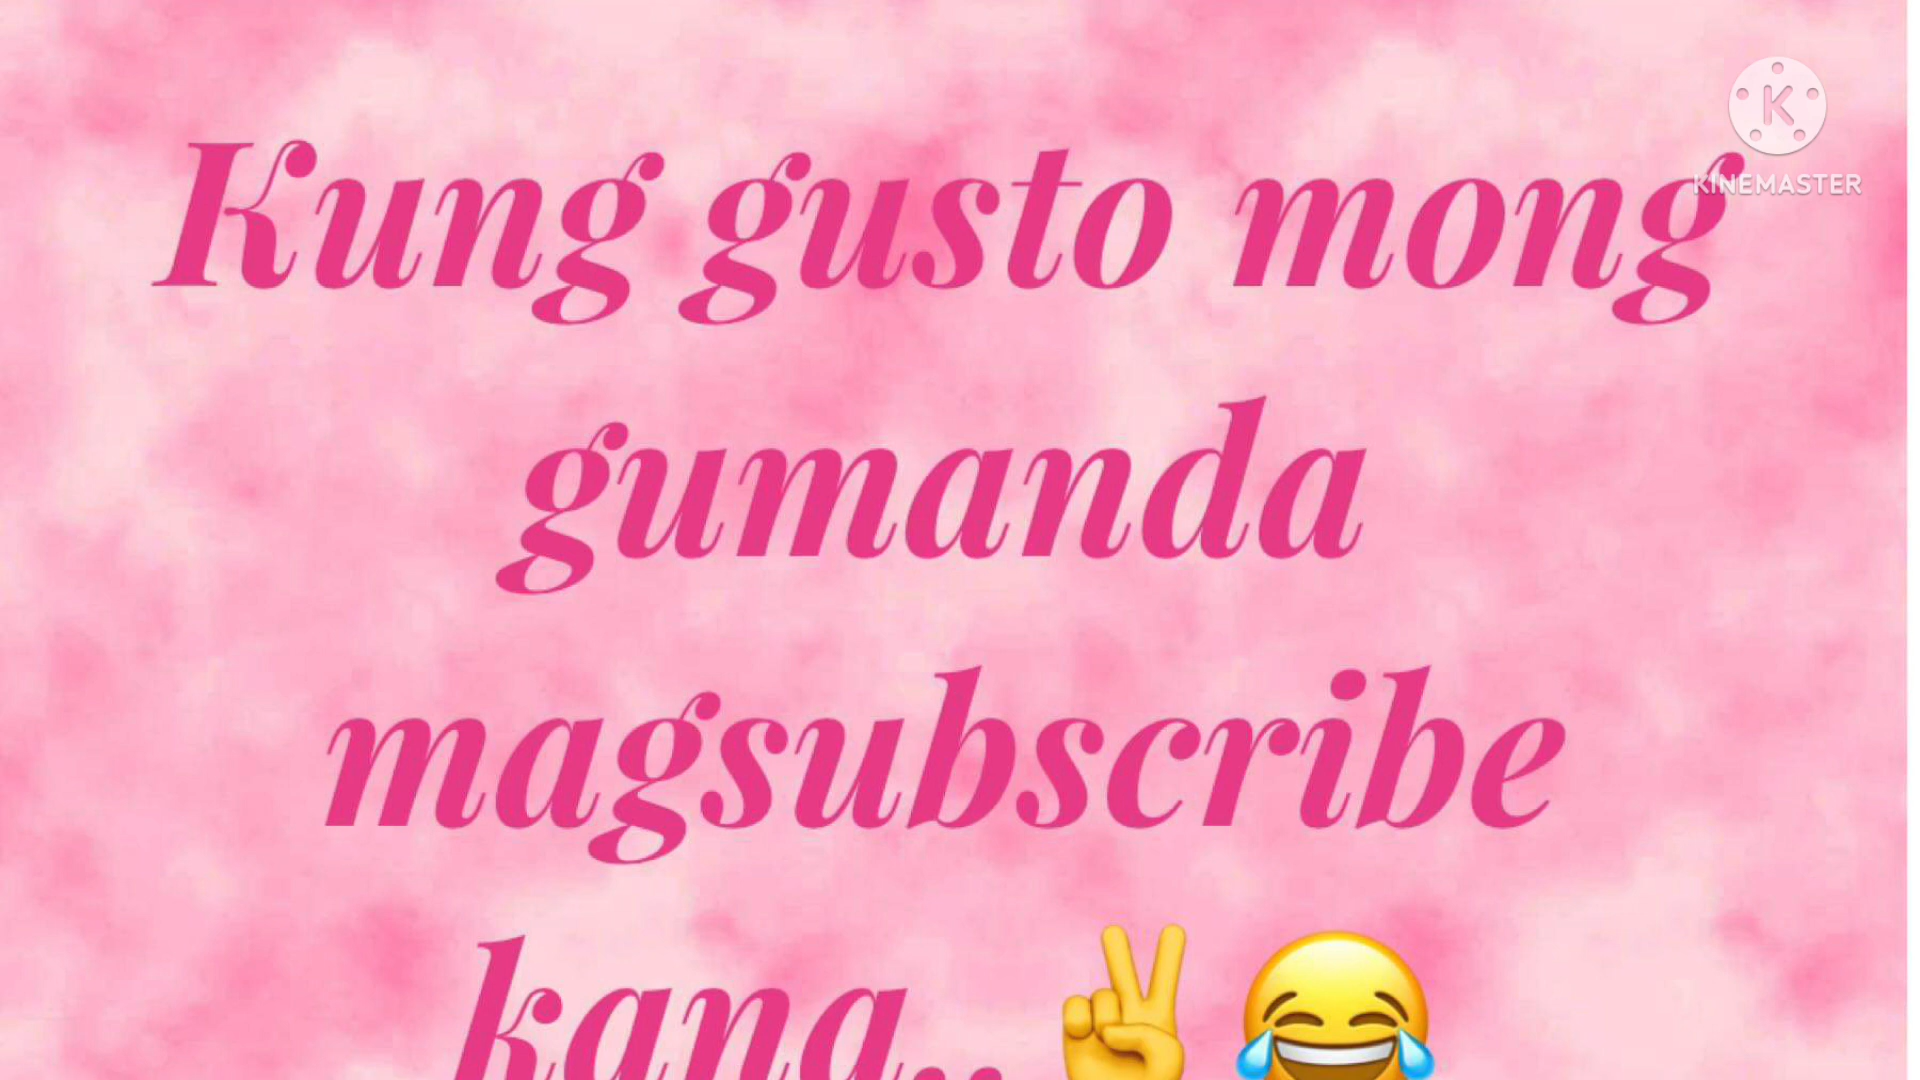 KINEMASTER
Kung gusto mong
gumanda
magsubscribe
kana.. ✌️😂